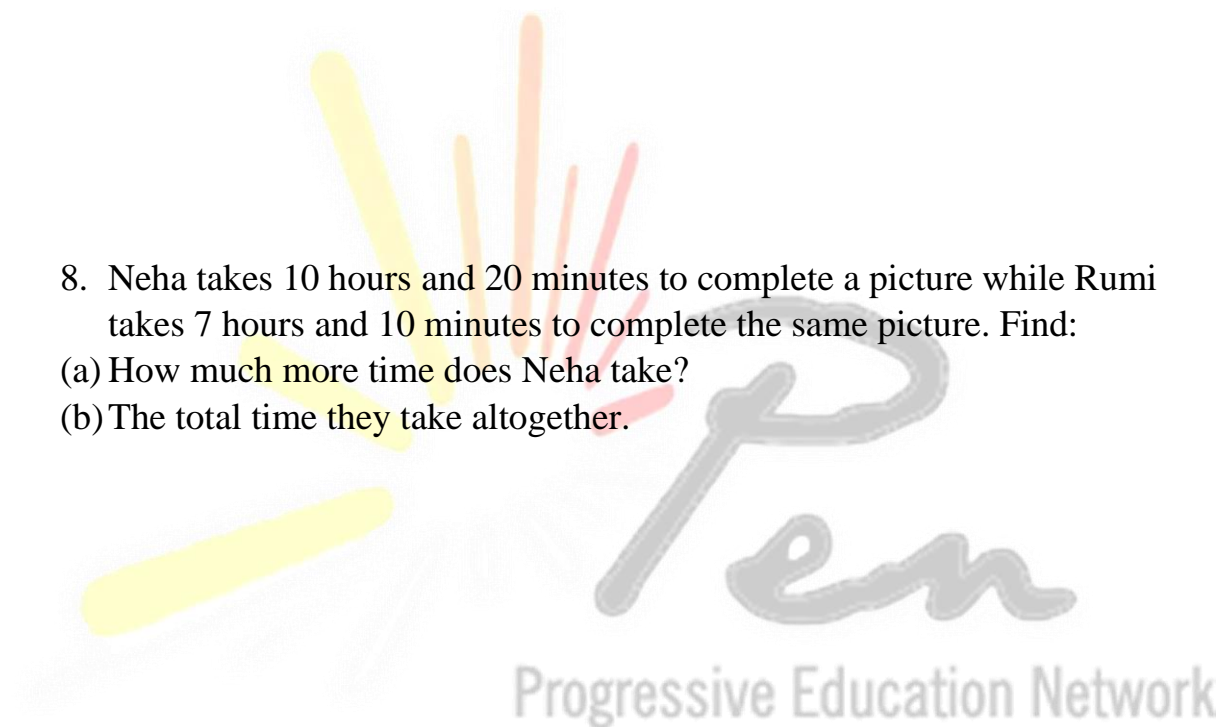 8. Neha takes 10 hours and 20 minutes to complete a picture while Rumi
takes 7 hours and 10 minutes to complete the same picture. Find:
(a) How much more time does Neha take?
(b) The total time they take altogether.
Pen
Progressive Education Network